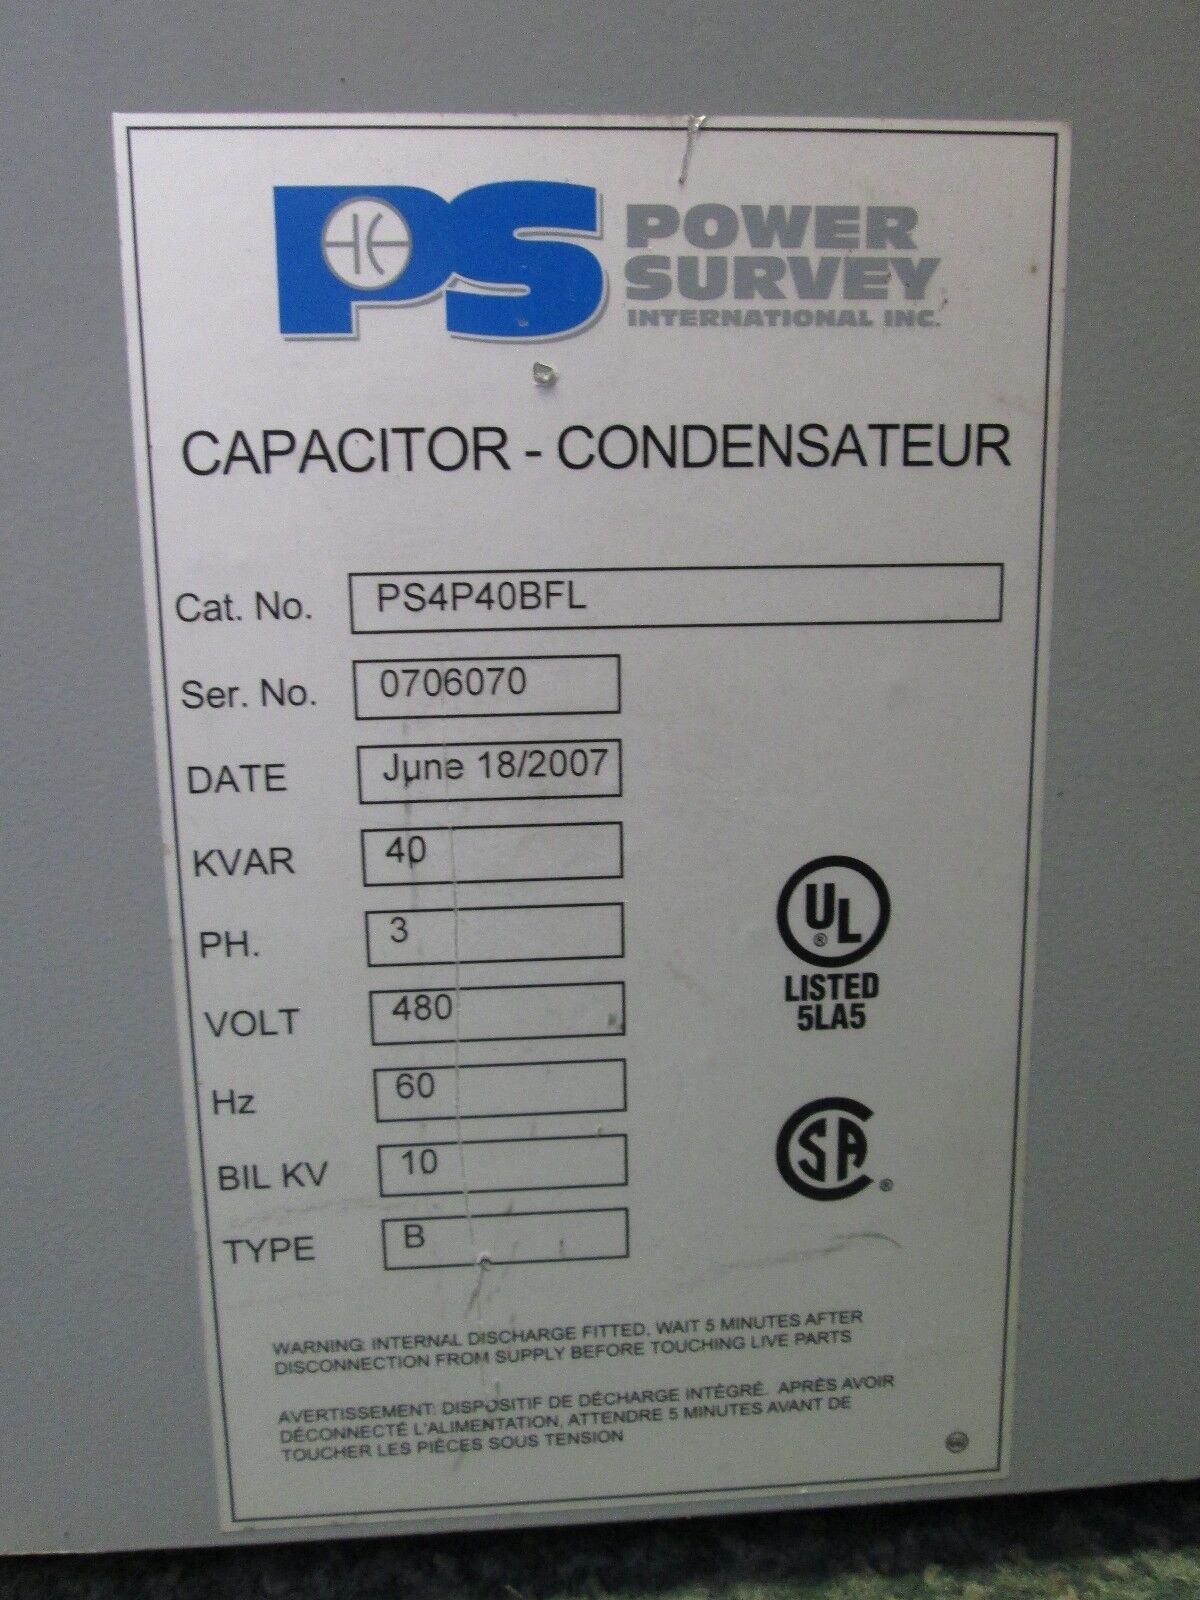 PS POWER
SURVEY
INTERNATIONAL INC.
CAPACITOR - CONDENSATEUR
Cat. No. PS4P40BFL
Ser. No. 0706070
DATE June 18/2007
KVAR 40
PH. 3
VOLT 480
Hz 60
BIL KV 10
TYPE B
UL ®
LISTED
5LA5
CSA ®
WARNING: INTERNAL DISCHARGE FITTED. WAIT 5 MINUTES AFTER
DISCONNECTION FROM SUPPLY BEFORE TOUCHING LIVE PARTS
AVERTISSEMENT: DISPOSITIF DE DÉCHARGE INTÉGRÉ. APRÈS AVOIR
DÉCONNECTÉ L'ALIMENTATION, ATTENDRE 5 MINUTES AVANT DE
TOUCHER LES PIÈCES SOUS TENSION